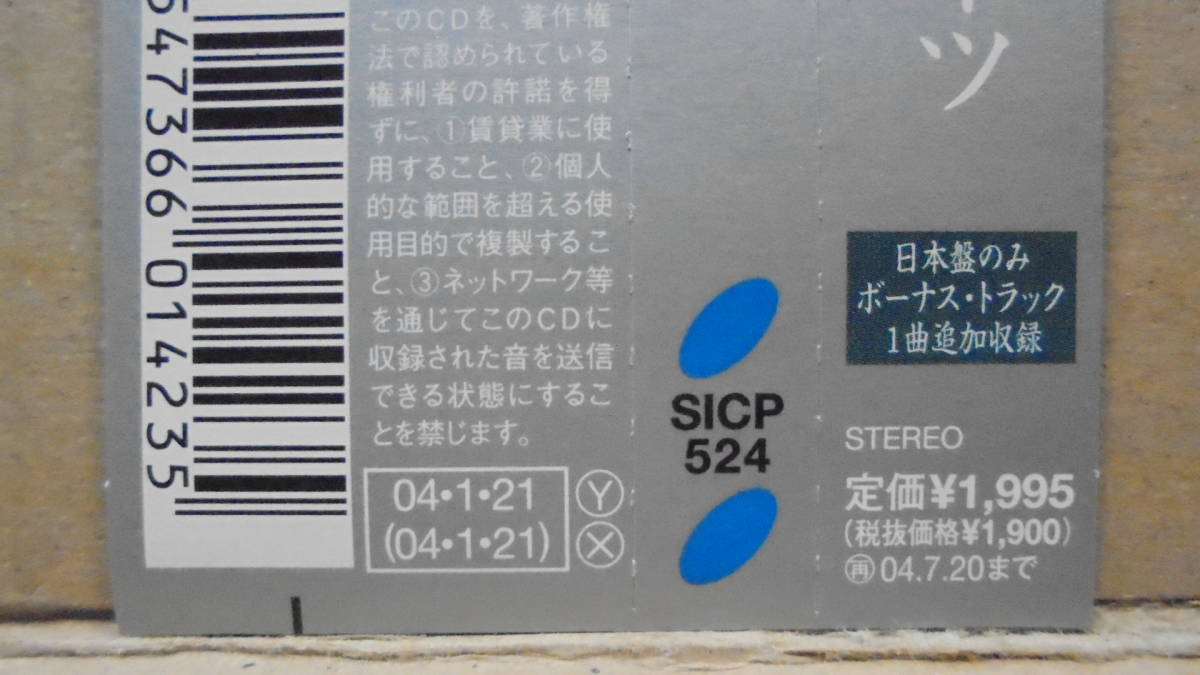 547366 014235
このCDを、著作権
法で認められている
権利者の許諾を得
ずに、①賃貸業に使
用すること、②個人
的な範囲を超える使
用目的で複製するこ
と、③ネットワーク等
を通じてこのCDに
収録された音を送信
できる状態にするこ
とを禁じます。
04・1・21 Ⓨ
(04・1・21) Ⓧ
SICP
524
ツ
日本盤のみ
ボーナス・トラック
1曲追加収録
STEREO
定価¥1,995
(税抜価格¥1,900)
㊢04.7.20まで